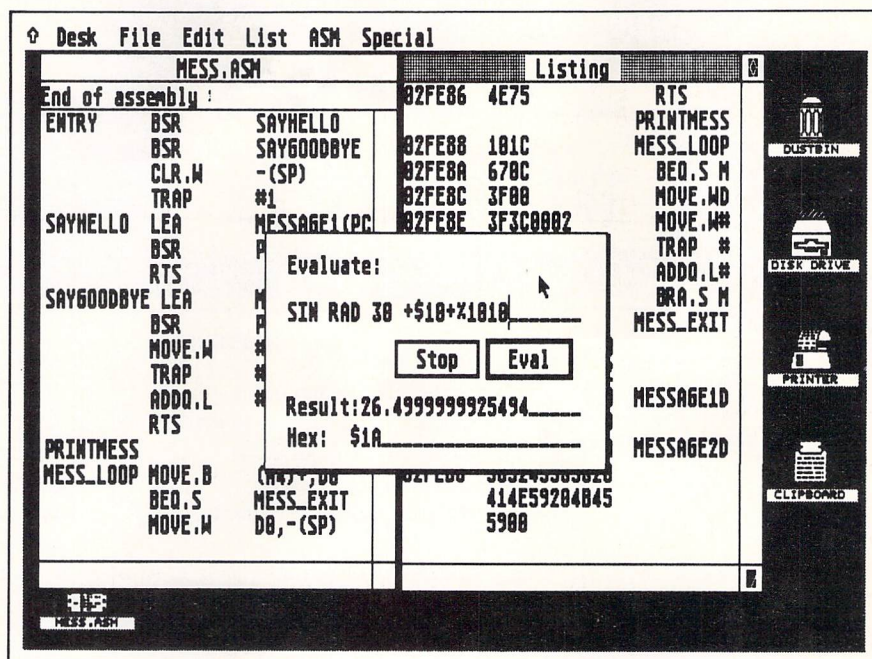 Desk File Edit List ASM Special
MESS.ASM
End of assembly :
ENTRY BSR SAYHELLO
BSR SAYGOODBYE
CLR.W -(SP)
TRAP #1
SAYHELLO LEA MESSAGE1(PC
BSR P
RTS
SAYGOODBYE LEA M
BSR P
MOVE.W #
TRAP #
ADDQ.L #
RTS
PRINTMESS
MESS_LOOP MOVE.B
BEQ.S MESS_EXIT
MOVE.W D0,-(SP)
Listing
02FE86 4E75 RTS
PRINTMESS
02FE88 101C MESS_LOOP
02FE8A 670C BEQ.S M
02FE8C 3F00 MOVE.WD
02FE8E 3F3C0002 MOVE.W#
TRAP #
ADDQ.L#
BRA.S M
MESS_EXIT
MESSAGE1D
MESSAGE2D
414E59204B45
5900
Evaluate:
SIN RAD 30 +$10+%1010
Stop Eval
Result:26.4999999925494
Hex: $1A
DUSTBIN
DISK DRIVE
PRINTER
CLIPBOARD
MESS.ASM